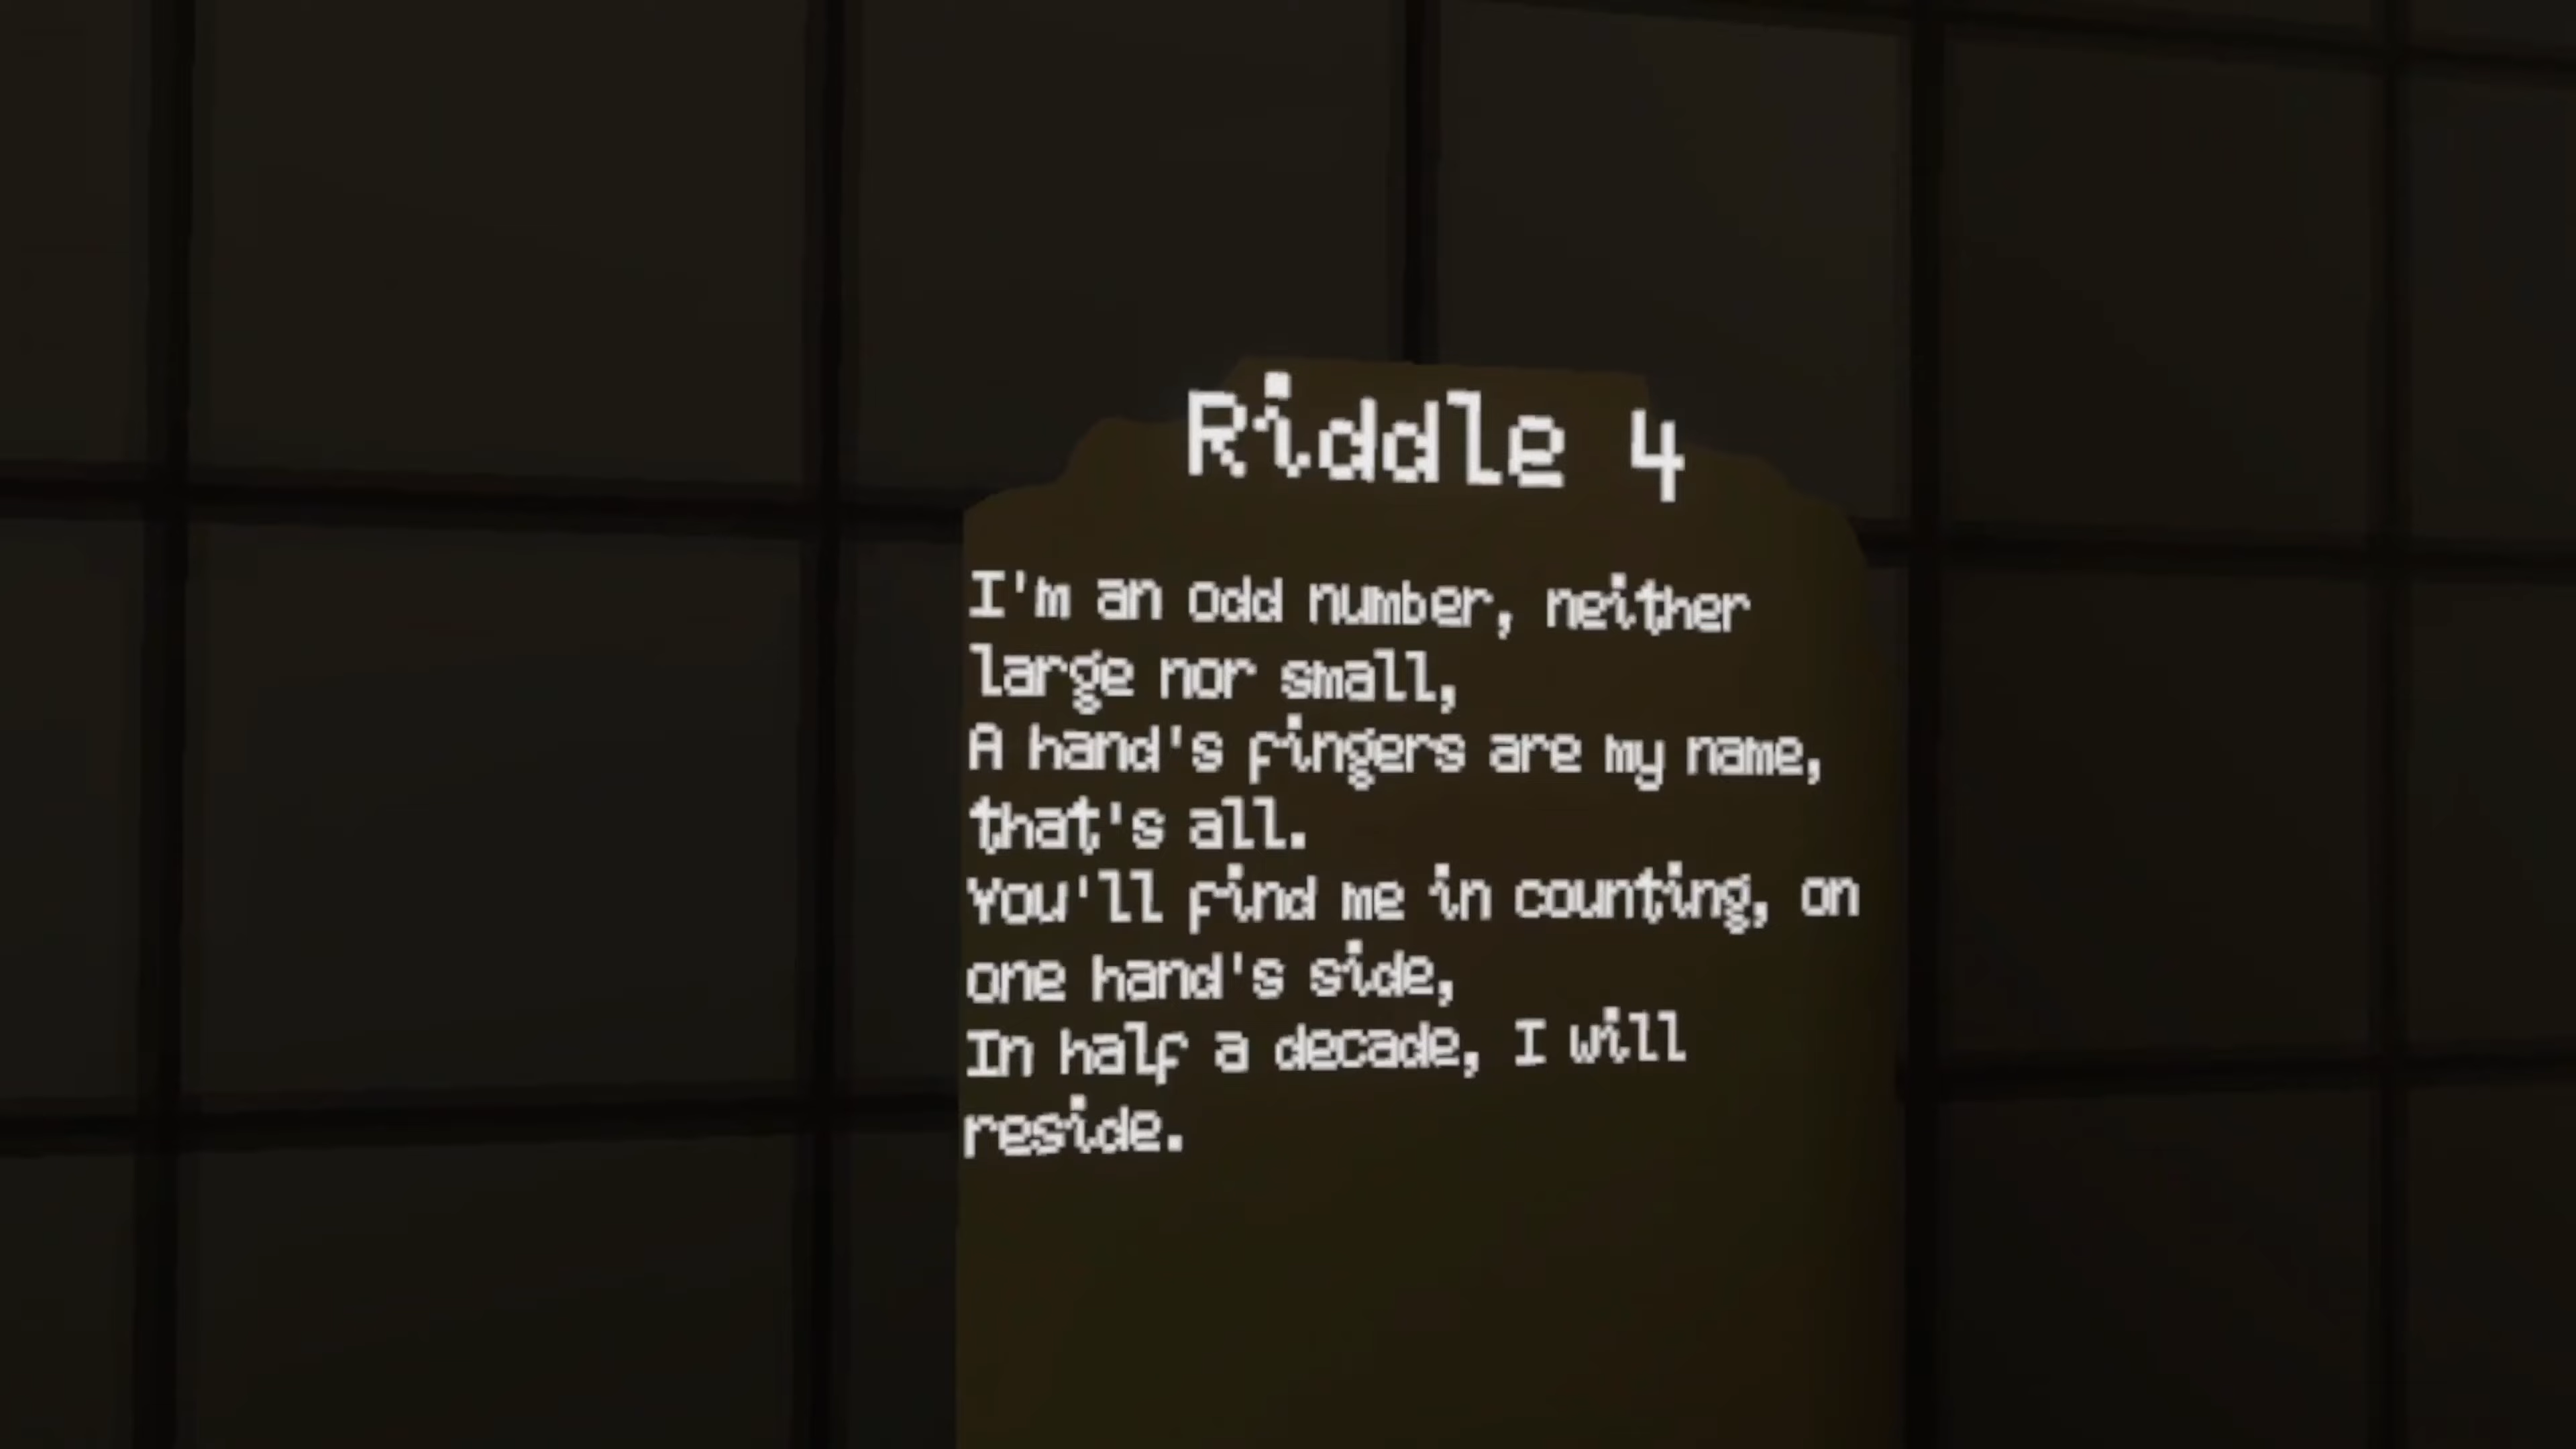 Riddle 4
I'm an odd number, neither
large nor small,
A hand's fingers are my name,
that's all.
You'll find me in counting, on
one hand's side,
In half a decade, I will
reside.